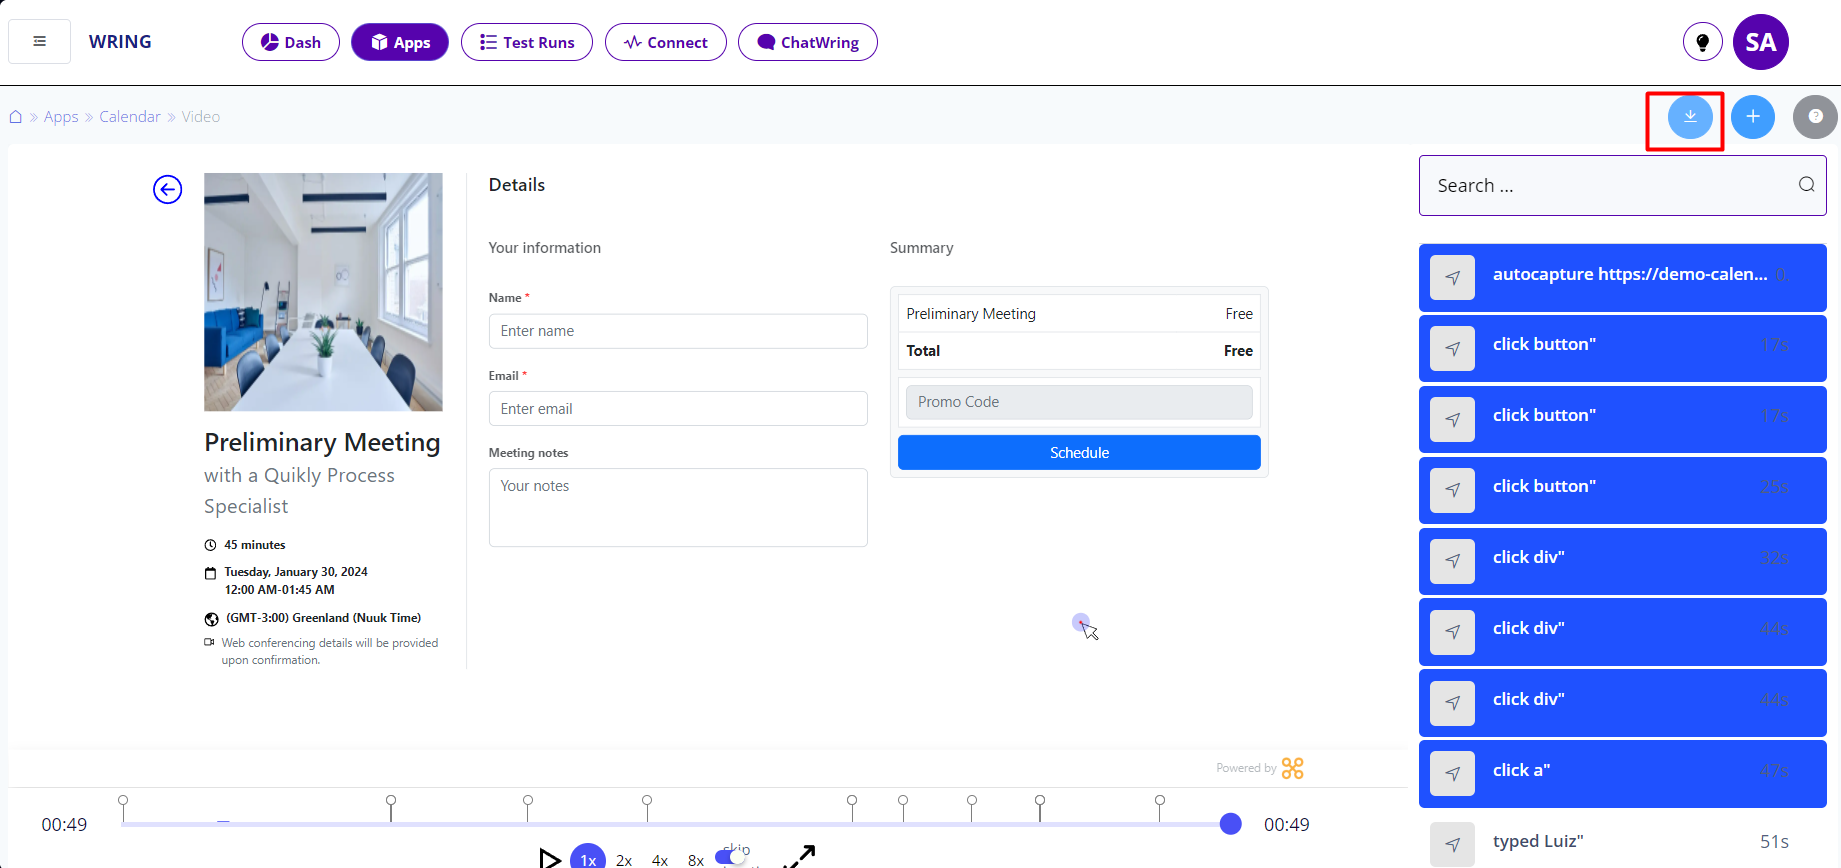 WRING
Dash
Apps
Test Runs
Connect
ChatWring
SA
» Apps » Calendar » Video
Search ...
Details
Your information
Summary
Name *
Enter name
Email *
Enter email
Meeting notes
Your notes
Preliminary Meeting Free
Total Free
Promo Code
Schedule
Preliminary Meeting
with a Quikly Process
Specialist
45 minutes
Tuesday, January 30, 2024
12:00 AM-01:45 AM
(GMT-3:00) Greenland (Nuuk Time)
Web conferencing details will be provided
upon confirmation.
Powered by
00:49
00:49
1x 2x 4x 8x skip
autocapture https://demo-calen... 0
click button" 17s
click button" 17s
click button" 25s
click div" 32s
click div" 44s
click div" 44s
click a" 47s
typed Luiz" 51s